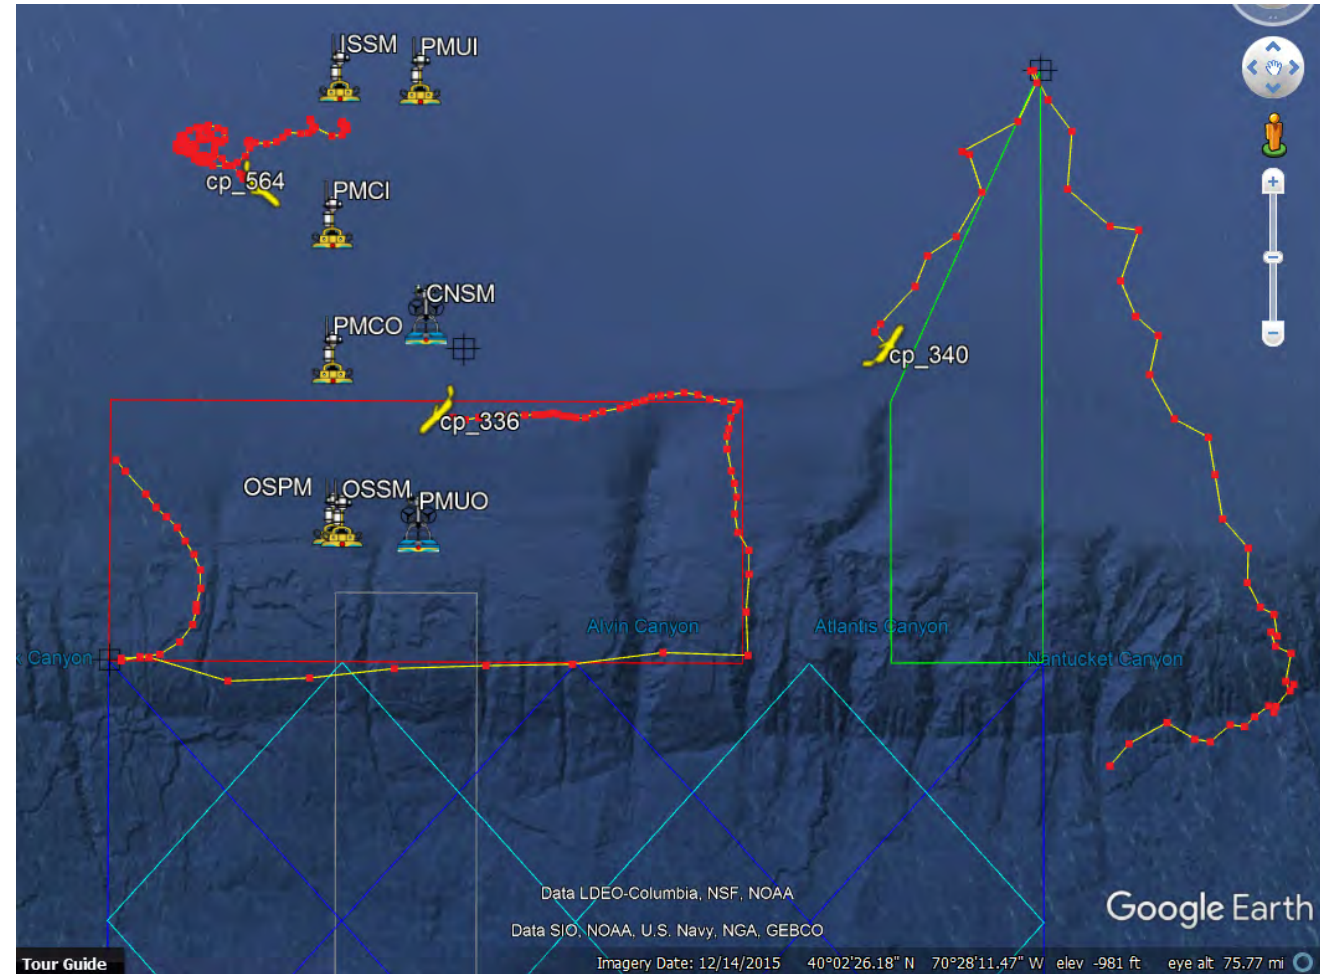 ISSM
PMUI
cp_564
PMCI
CNSM
PMCO
cp_340
cp_336
OSPM
OSSM
PMUO
Alvin Canyon
Atlantis Canyon
k Canyon
Nantucket Canyon
Data LDEO-Columbia, NSF, NOAA
Google Earth
Data SIO, NOAA, U.S. Navy, NGA, GEBCO
Tour Guide
Imagery Date: 12/14/2015 40°02'26.18" N 70°28'11.47" W elev -981 ft eye alt 75.77 mi